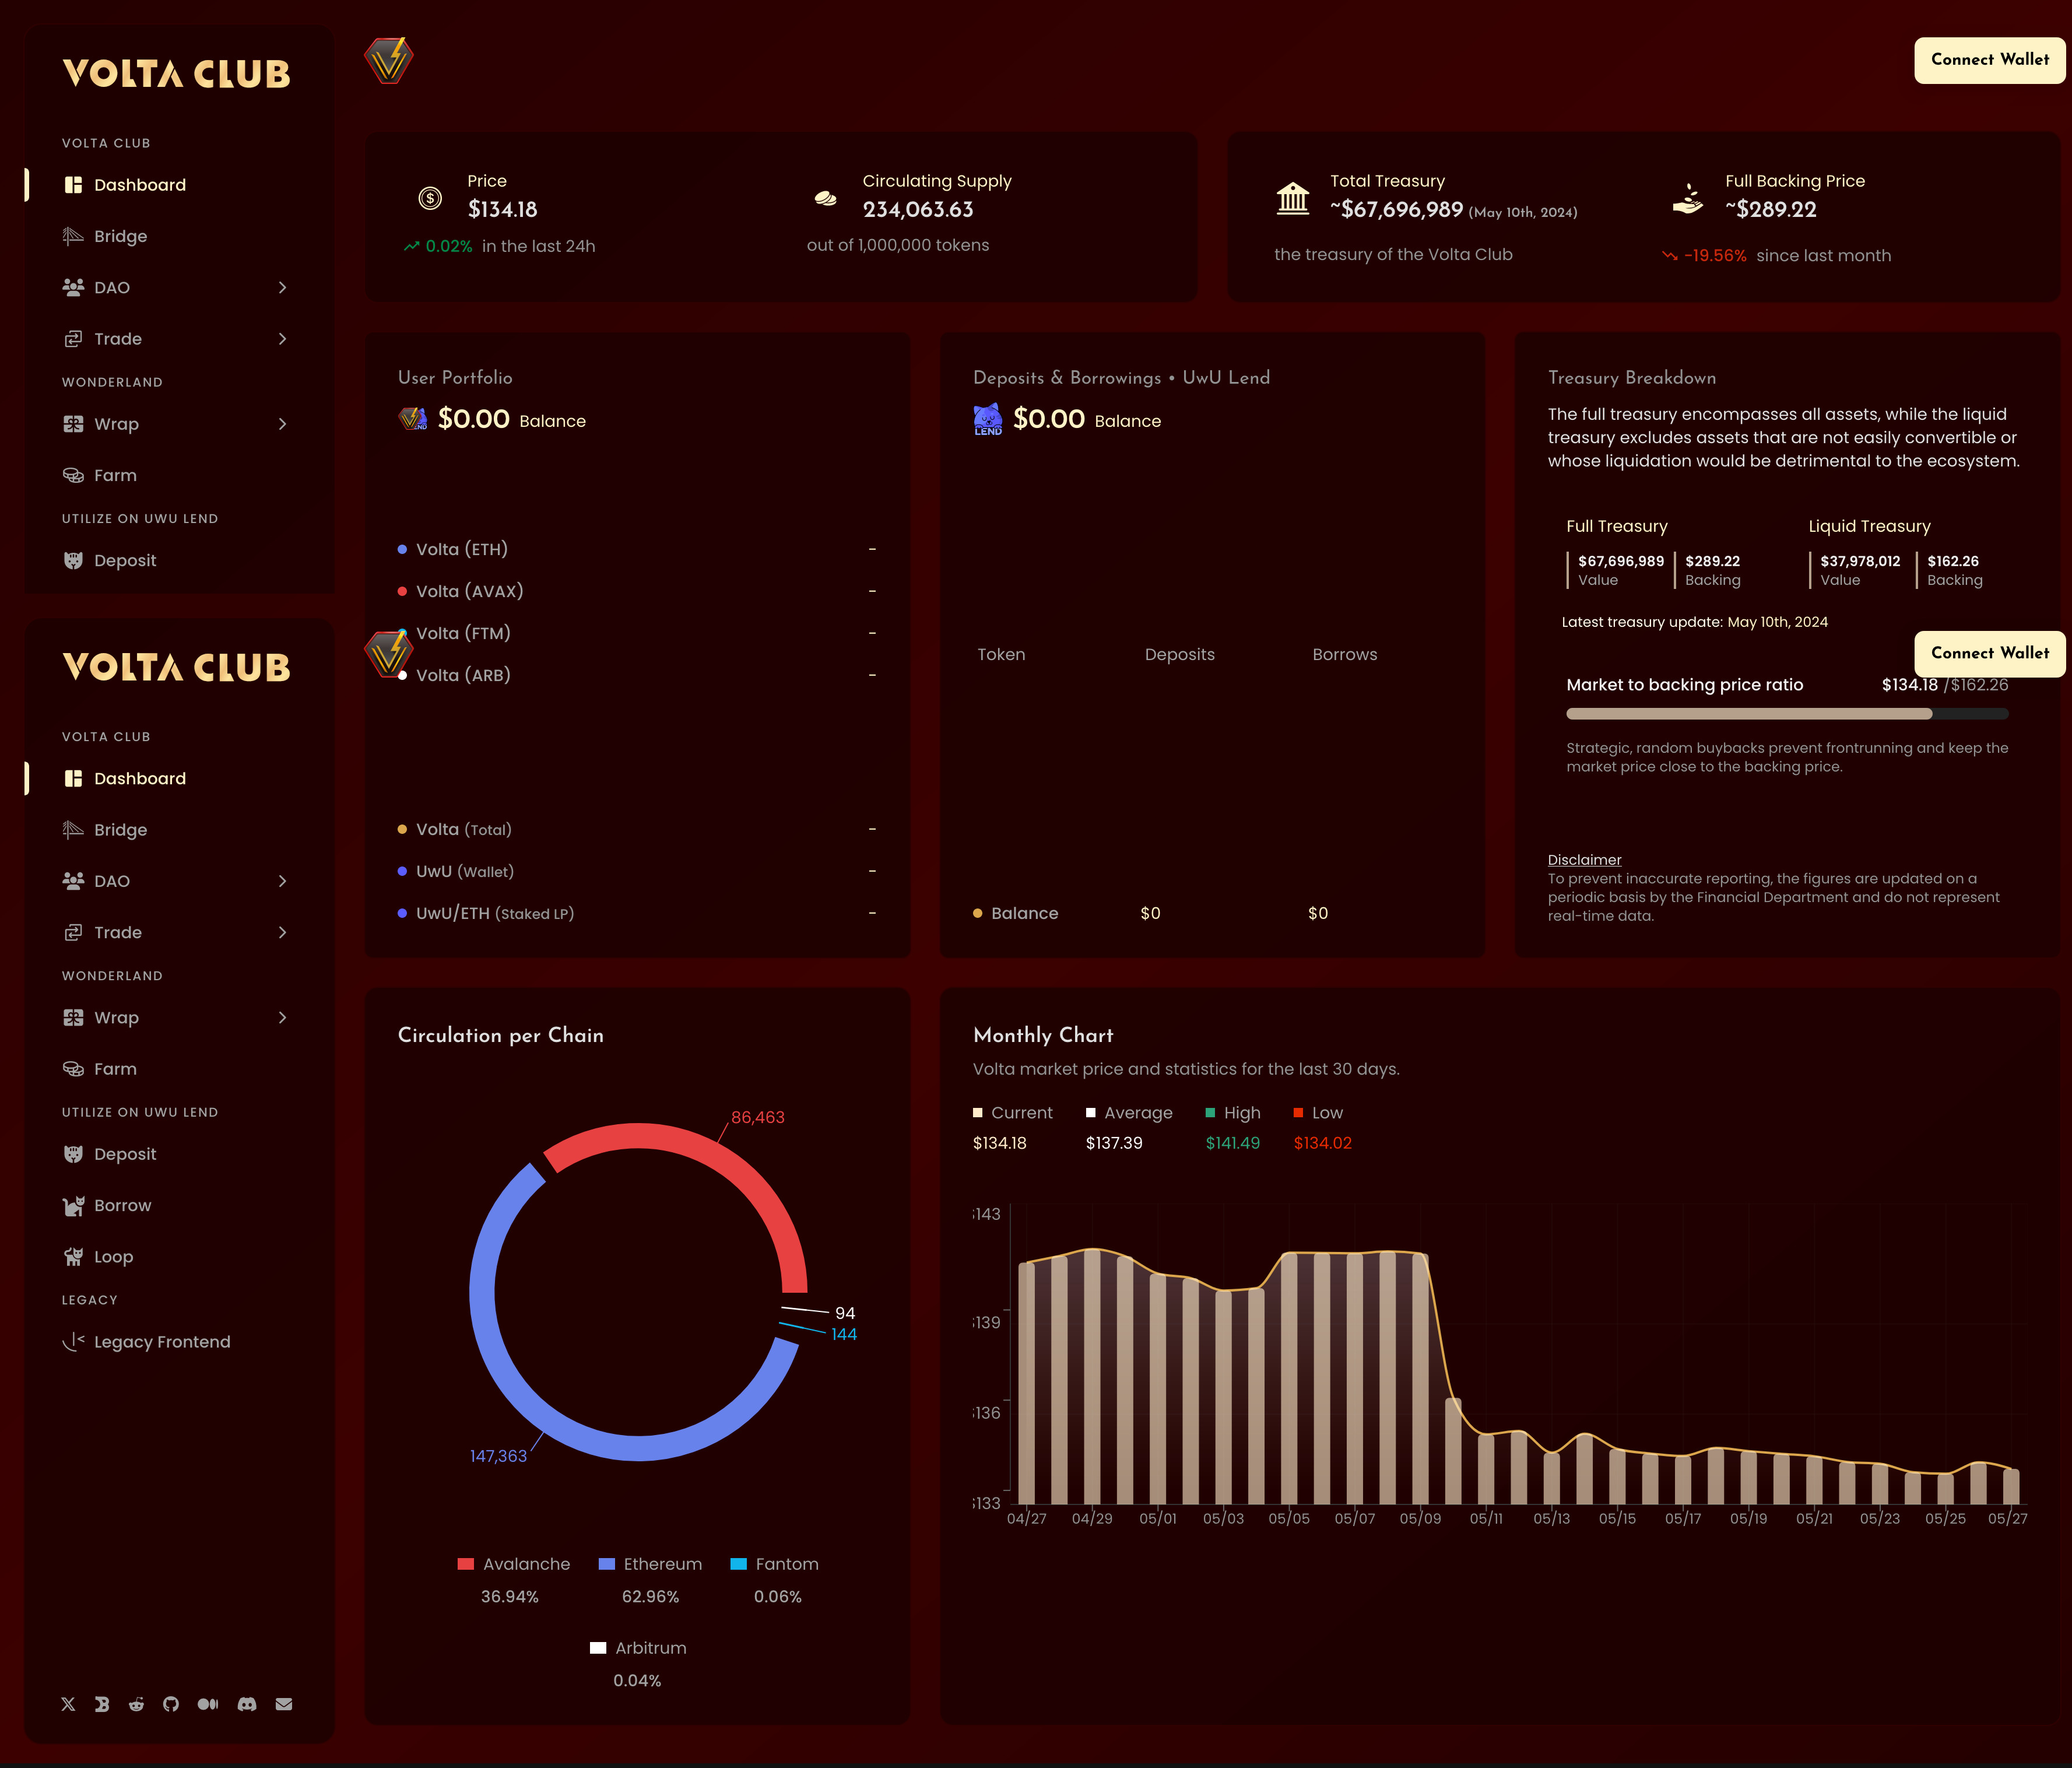 VOLTA CLUB
VOLTA CLUB
Dashboard
Bridge
DAO
Trade
WONDERLAND
Wrap
Farm
UTILIZE ON UWU LEND
Deposit
VOLTA CLUB
VOLTA CLUB
Dashboard
Bridge
DAO
Trade
WONDERLAND
Wrap
Farm
UTILIZE ON UWU LEND
Deposit
Borrow
Loop
LEGACY
Legacy Frontend
Connect Wallet
Price
$134.18
0.02% in the last 24h
Circulating Supply
234,063.63
out of 1,000,000 tokens
Total Treasury
~$67,696,989 (May 10th, 2024)
the treasury of the Volta Club
Full Backing Price
~$289.22
-19.56% since last month
User Portfolio
$0.00 Balance
Volta (ETH) -
Volta (AVAX) -
Volta (FTM) -
Volta (ARB) -
Volta (Total) -
UwU (Wallet) -
UwU/ETH (Staked LP) -
Deposits & Borrowings • UwU Lend
LEND
$0.00 Balance
Token Deposits Borrows
Balance $0 $0
Treasury Breakdown
The full treasury encompasses all assets, while the liquid
treasury excludes assets that are not easily convertible or
whose liquidation would be detrimental to the ecosystem.
Full Treasury Liquid Treasury
$67,696,989 $289.22 $37,978,012 $162.26
Value Backing Value Backing
Latest treasury update: May 10th, 2024
Connect Wallet
Market to backing price ratio $134.18 /$162.26
Strategic, random buybacks prevent frontrunning and keep the
market price close to the backing price.
Disclaimer
To prevent inaccurate reporting, the figures are updated on a
periodic basis by the Financial Department and do not represent
real-time data.
Circulation per Chain
86,463
94
144
147,363
Avalanche Ethereum Fantom
36.94% 62.96% 0.06%
Arbitrum
0.04%
Monthly Chart
Volta market price and statistics for the last 30 days.
Current Average High Low
$134.18 $137.39 $141.49 $134.02
$143
$139
$136
$133
04/27 04/29 05/01 05/03 05/05 05/07 05/09 05/11 05/13 05/15 05/17 05/19 05/21 05/23 05/25 05/27